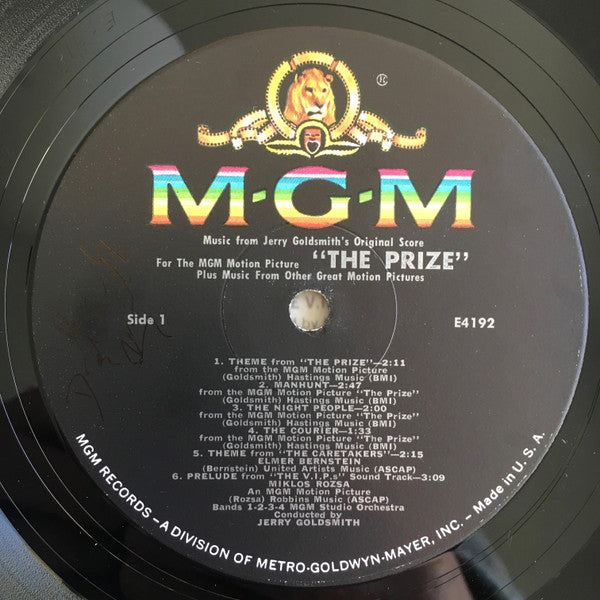 ®
M·G·M
Music from Jerry Goldsmith's Original Score
For The MGM Motion Picture "THE PRIZE"
Plus Music From Other Great Motion Pictures
Side 1
E4192
1. THEME from "THE PRIZE"—2:11
from the MGM Motion Picture
(Goldsmith) Hastings Music (BMI)
2. MANHUNT—2:47
from the MGM Motion Picture "The Prize"
(Goldsmith) Hastings Music (BMI)
3. THE NIGHT PEOPLE—2:00
from the MGM Motion Picture "The Prize"
(Goldsmith) Hastings Music (BMI)
4. THE COURIER—1:33
from the MGM Motion Picture "The Prize"
(Goldsmith) Hastings Music (BMI)
5. THEME from "THE CARETAKERS"—2:15
ELMER BERNSTEIN
(Bernstein) United Artists Music (ASCAP)
6. PRELUDE from "THE V.I.P.s" Sound Track—3:09
MIKLOS ROZSA
An MGM Motion Picture
(Rozsa) Robbins Music (ASCAP)
Bands 1-2-3-4 MGM Studio Orchestra
Conducted by
JERRY GOLDSMITH
MGM RECORDS – A DIVISION OF METRO-GOLDWYN-MAYER, INC. – Made in U. S. A.